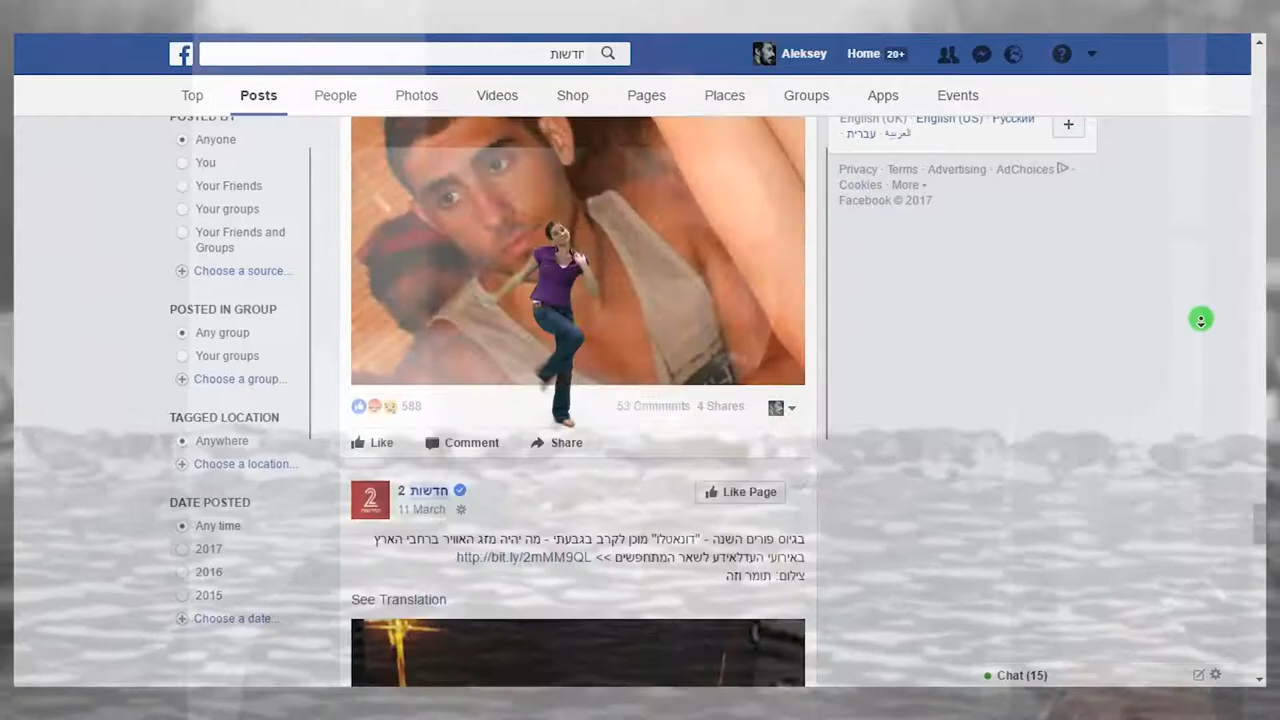 חדשות
Aleksey
Home 20+
Top
Posts
People
Photos
Videos
Shop
Pages
Places
Groups
Apps
Events
POSTED BY
Anyone
You
Your Friends
Your groups
Your Friends and
Groups
Choose a source...
POSTED IN GROUP
Any group
Your groups
Choose a group...
TAGGED LOCATION
Anywhere
Choose a location...
DATE POSTED
Any time
2017
2016
2015
Choose a date...
588
53 Comments 4 Shares
Like
Comment
Share
2
חדשות 2
11 March
Like Page
בגיוס פורים השנה - "דונאטלו" מוכן לקרב בגבעתי - מה יהיה מזג האוויר ברחבי הארץ
באירועי העדלאידע לשאר המתחפשים >> http://bit.ly/2mMM9QL
צילום: תומר וזה
See Translation
English (UK) · English (US) · Русский
· עברית · العربية
+
Privacy · Terms · Advertising · AdChoices ·
Cookies · More
Facebook © 2017
Chat (15)